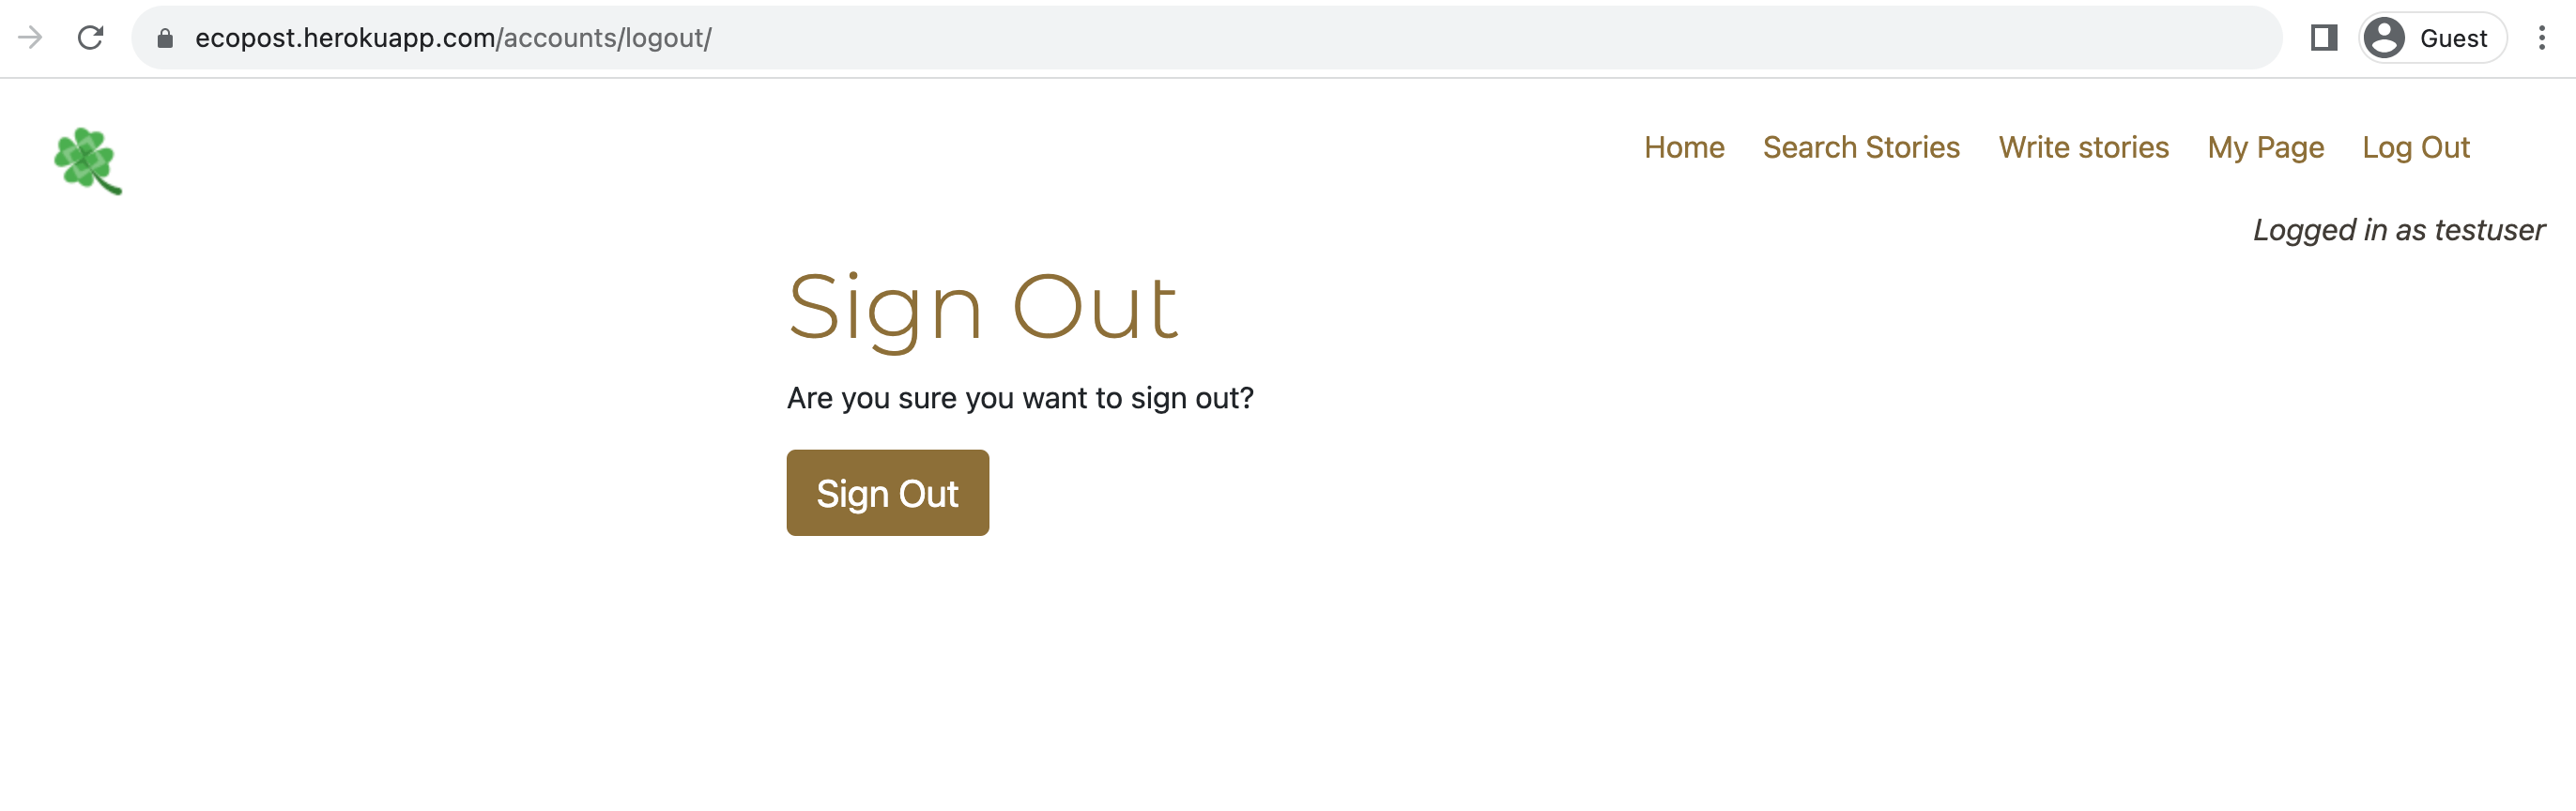 ecopost.herokuapp.com/accounts/logout/
Guest
Home Search Stories Write stories My Page Log Out
Logged in as testuser
Sign Out
Are you sure you want to sign out?
Sign Out